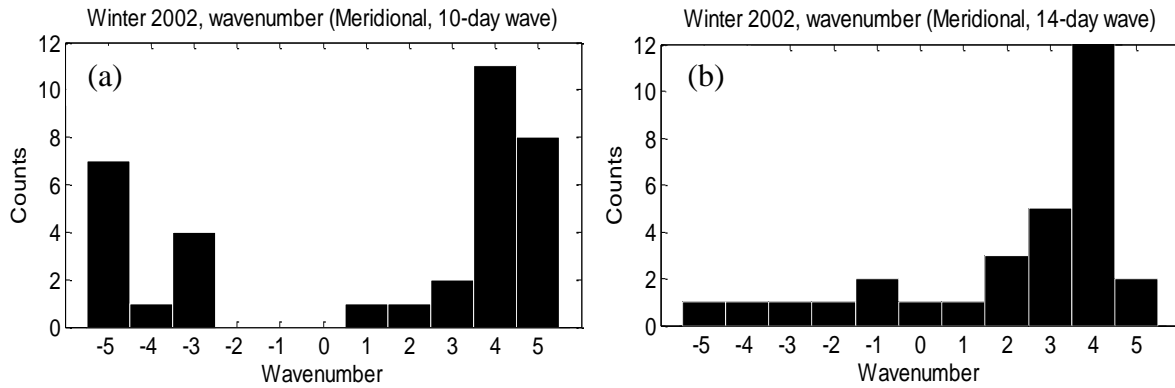 Winter 2002, wavenumber (Meridional, 10-day wave)
(a)
Counts
12
10
8
6
4
2
0
-5 -4 -3 -2 -1 0 1 2 3 4 5
Wavenumber
Winter 2002, wavenumber (Meridional, 14-day wave)
(b)
Counts
12
10
8
6
4
2
0
-5 -4 -3 -2 -1 0 1 2 3 4 5
Wavenumber